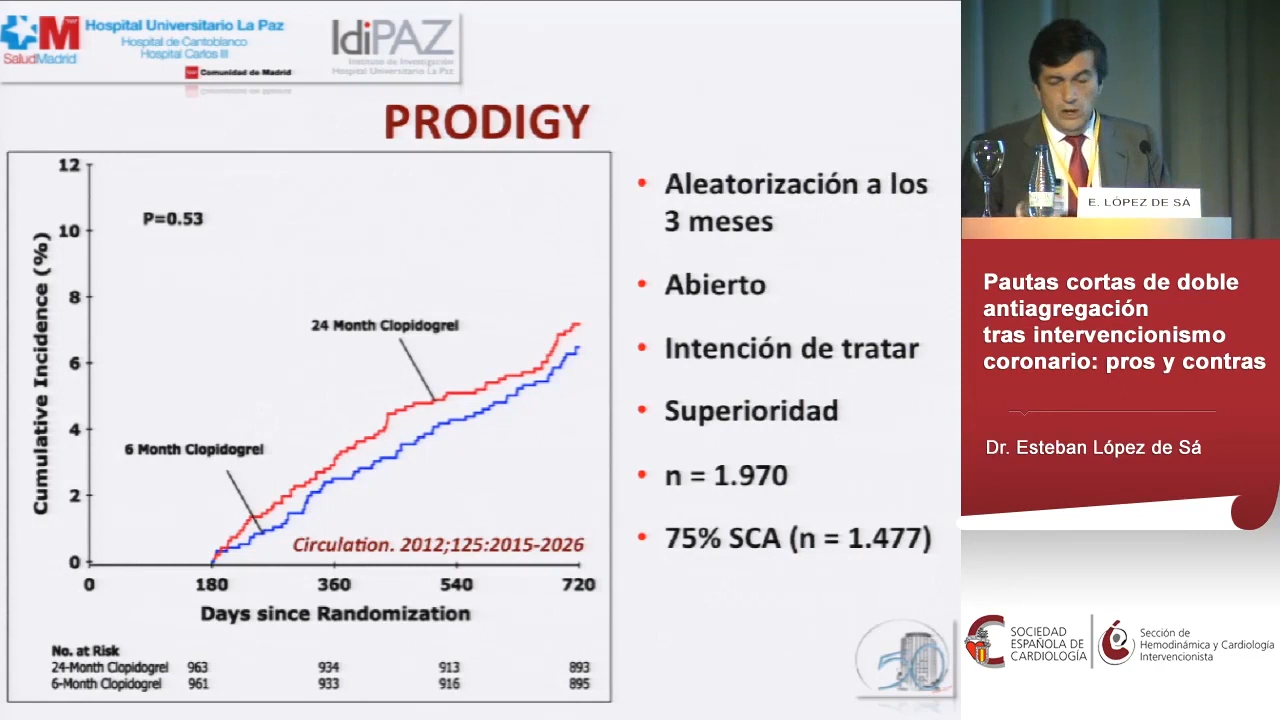 Hospital Universitario La Paz
Hospital de Cantoblanco
Hospital Carlos III
SaludMadrid
Comunidad de Madrid
IdiPAZ
Instituto de Investigación
Hospital Universitario La Paz
PRODIGY
12
10
8
6
4
2
0
Cumulative Incidence (%)
P=0.53
24 Month Clopidogrel
6 Month Clopidogrel
Circulation. 2012;125:2015-2026
0 180 360 540 720
Days since Randomization
No. at Risk
24-Month Clopidogrel 963 934 913 893
6-Month Clopidogrel 961 933 916 895
• Aleatorización a los
3 meses
• Abierto
• Intención de tratar
• Superioridad
• n = 1.970
• 75% SCA (n = 1.477)
E. LÓPEZ DE SÁ
Pautas cortas de doble
antiagregación
tras intervencionismo
coronario: pros y contras
Dr. Esteban López de Sá
SOCIEDAD
ESPAÑOLA DE
CARDIOLOGÍA
Sección de
Hemodinámica y Cardiología
Intervencionista